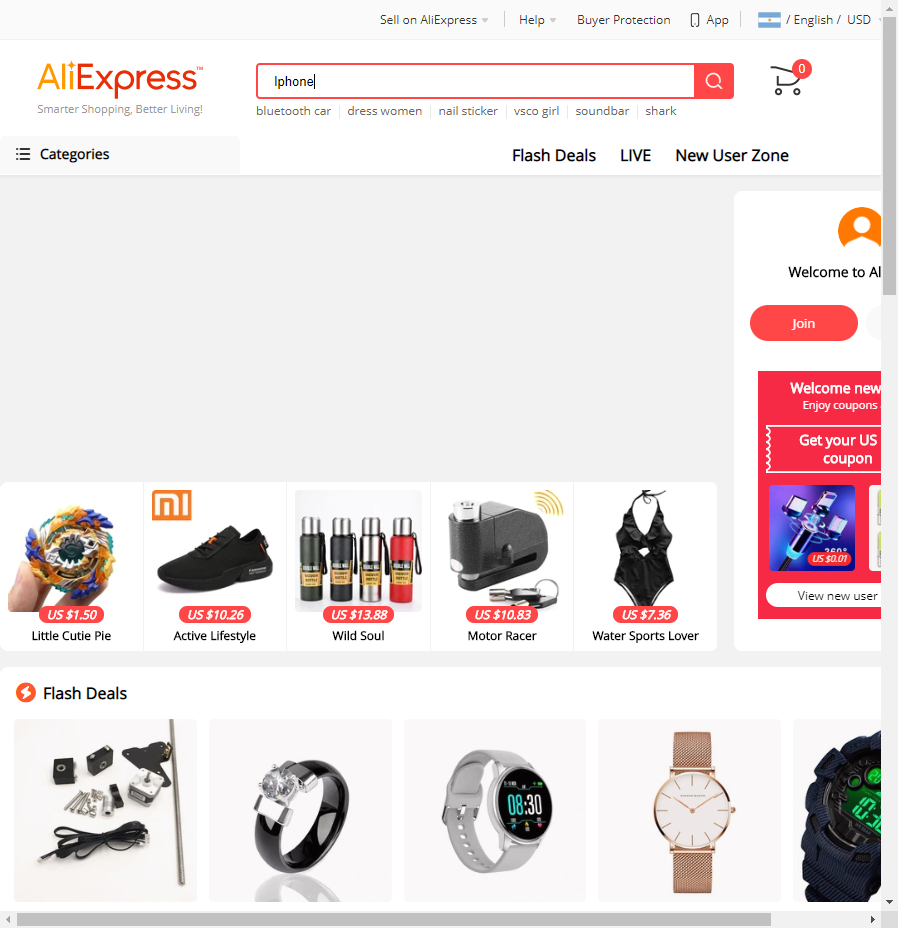 Sell on AliExpress
Help
Buyer Protection
App
/ English / USD
AliExpress™
Smarter Shopping, Better Living!
Iphone
0
bluetooth car
dress women
nail sticker
vsco girl
soundbar
shark
Categories
Flash Deals
LIVE
New User Zone
Welcome to Al
Join
Welcome new
Enjoy coupons
Get your US
coupon
360°
US $0.01
View new user
US $1.50
Little Cutie Pie
US $10.26
Active Lifestyle
US $13.88
Wild Soul
US $10.83
Motor Racer
US $7.36
Water Sports Lover
Flash Deals
08:30